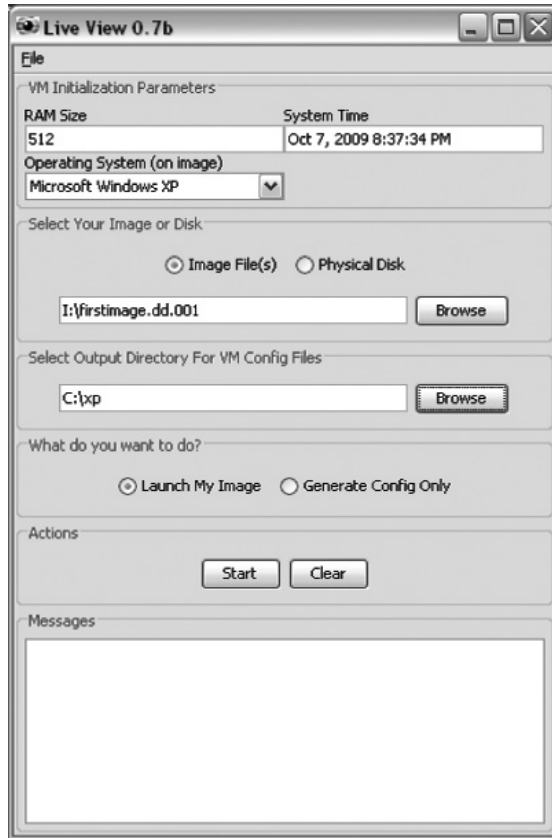 Live View 0.7b
File
VM Initialization Parameters
RAM Size System Time
512 Oct 7, 2009 8:37:34 PM
Operating System (on image)
Microsoft Windows XP
Select Your Image or Disk
Image File(s) Physical Disk
I:\firstimage.dd.001 Browse
Select Output Directory For VM Config Files
C:\xp Browse
What do you want to do?
Launch My Image Generate Config Only
Actions
Start Clear
Messages